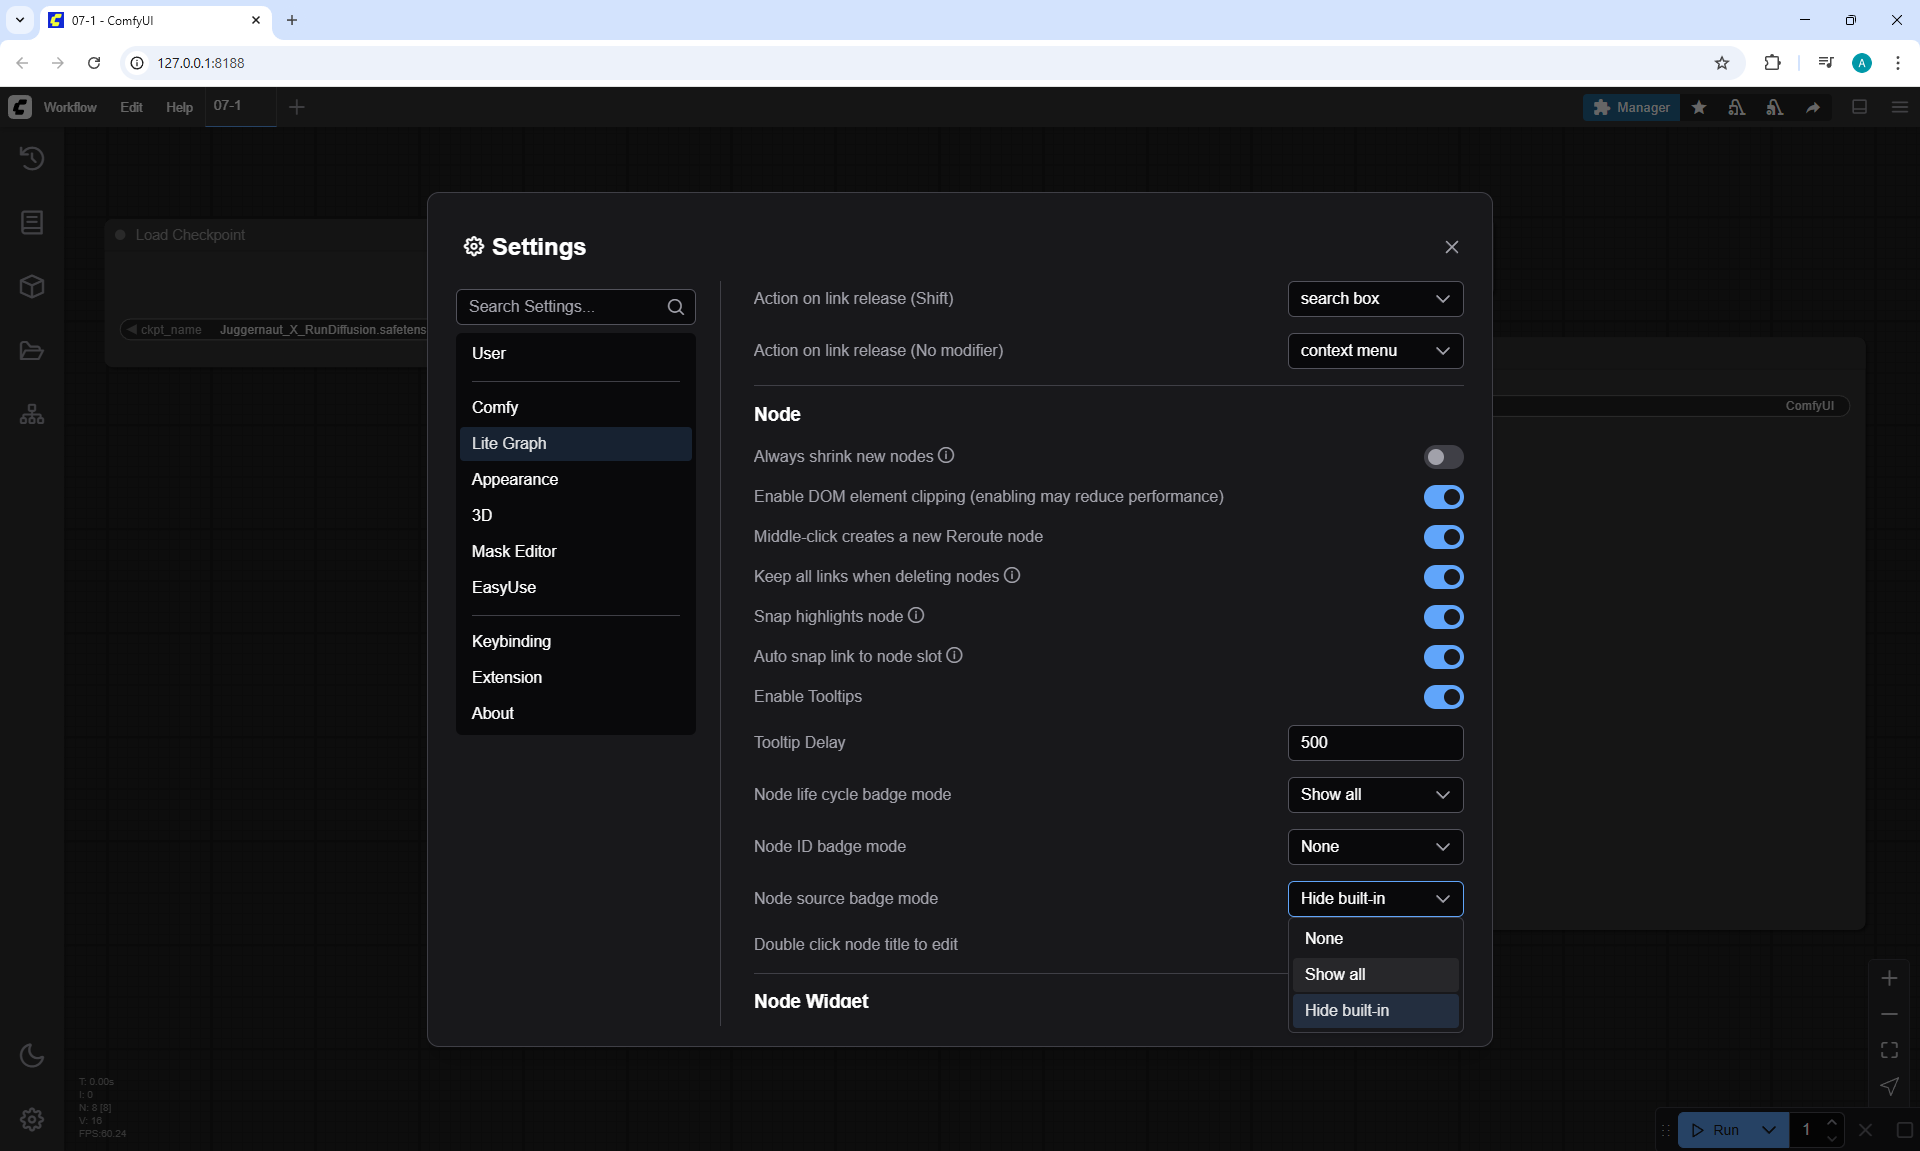 07-1 - ComfyUI
127.0.0.1:8188
A
Workflow Edit Help 07-1
Manager
Load Checkpoint
ckpt_name Juggernaut_X_RunDiffusion.safetens
ComfyUI
Settings
Search Settings...
User
Comfy
Lite Graph
Appearance
3D
Mask Editor
EasyUse
Keybinding
Extension
About
Action on link release (Shift) search box
Action on link release (No modifier) context menu
Node
Always shrink new nodes
Enable DOM element clipping (enabling may reduce performance)
Middle-click creates a new Reroute node
Keep all links when deleting nodes
Snap highlights node
Auto snap link to node slot
Enable Tooltips
Tooltip Delay 500
Node life cycle badge mode Show all
Node ID badge mode None
Node source badge mode Hide built-in
None
Show all
Hide built-in
Double click node title to edit
Node Widget
T: 0.00s
I: 0
N: 8 [8]
V: 16
FPS:60.24
Run 1